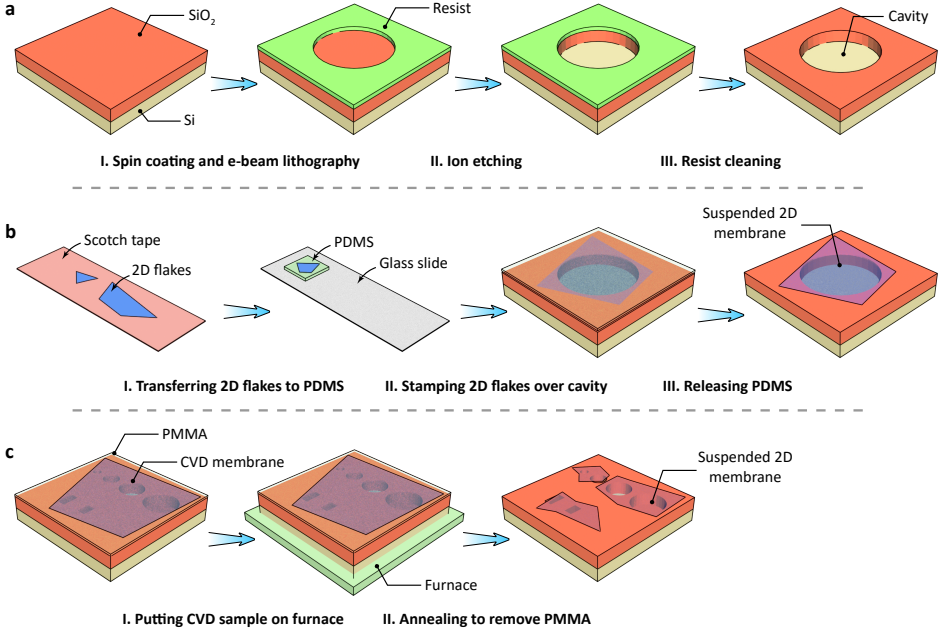 a
SiO₂
Resist
Cavity
Si
I. Spin coating and e-beam lithography
II. Ion etching
III. Resist cleaning
b
Scotch tape
2D flakes
PDMS
Glass slide
Suspended 2D
membrane
I. Transferring 2D flakes to PDMS
II. Stamping 2D flakes over cavity
III. Releasing PDMS
c
PMMA
CVD membrane
Furnace
Suspended 2D
membrane
I. Putting CVD sample on furnace
II. Annealing to remove PMMA